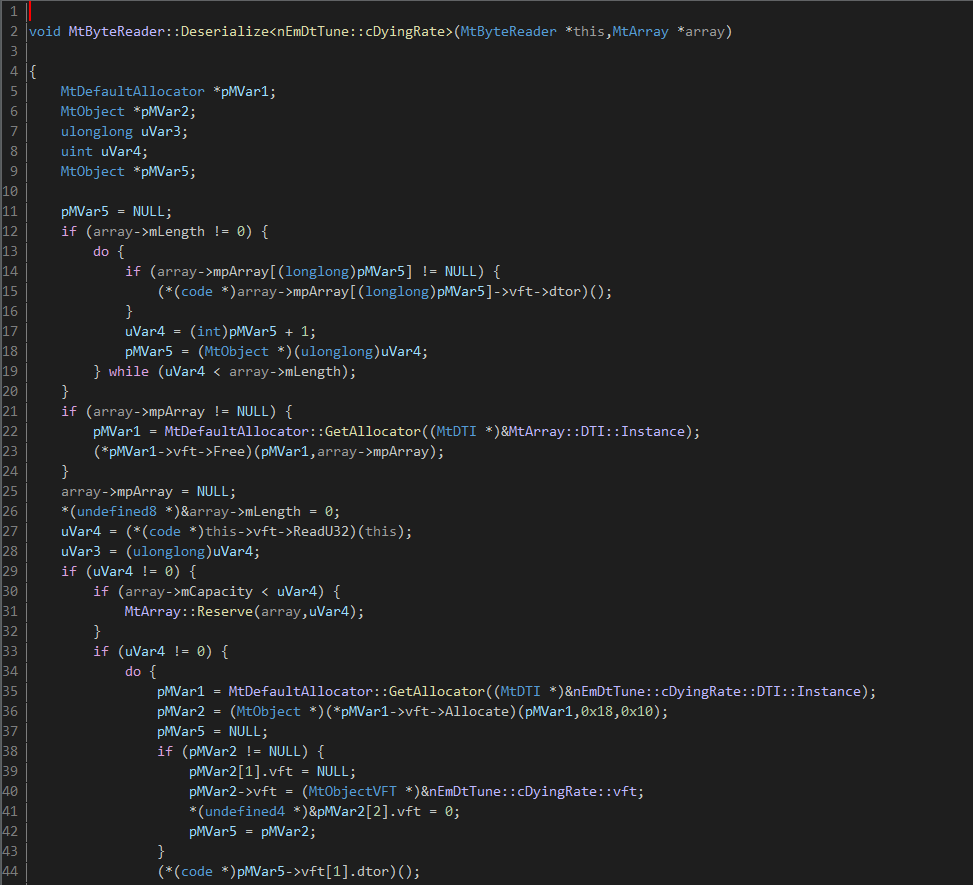 1
2 void MtByteReader::Deserialize<nEmDtTune::cDyingRate>(MtByteReader *this,MtArray *array)
3
4 {
5     MtDefaultAllocator *pMVar1;
6     MtObject *pMVar2;
7     ulonglong uVar3;
8     uint uVar4;
9     MtObject *pMVar5;
10
11     pMVar5 = NULL;
12     if (array->mLength != 0) {
13         do {
14             if (array->mpArray[(longlong)pMVar5] != NULL) {
15                 (*(code *)array->mpArray[(longlong)pMVar5]->vft->dtor)();
16             }
17             uVar4 = (int)pMVar5 + 1;
18             pMVar5 = (MtObject *)(ulonglong)uVar4;
19         } while (uVar4 < array->mLength);
20     }
21     if (array->mpArray != NULL) {
22         pMVar1 = MtDefaultAllocator::GetAllocator((MtDTI *)&MtArray::DTI::Instance);
23         (*pMVar1->vft->Free)(pMVar1,array->mpArray);
24     }
25     array->mpArray = NULL;
26     *(undefined8 *)&array->mLength = 0;
27     uVar4 = (*(code *)this->vft->ReadU32)(this);
28     uVar3 = (ulonglong)uVar4;
29     if (uVar4 != 0) {
30         if (array->mCapacity < uVar4) {
31             MtArray::Reserve(array,uVar4);
32         }
33         if (uVar4 != 0) {
34             do {
35                 pMVar1 = MtDefaultAllocator::GetAllocator((MtDTI *)&nEmDtTune::cDyingRate::DTI::Instance);
36                 pMVar2 = (MtObject *)(*pMVar1->vft->Allocate)(pMVar1,0x18,0x10);
37                 pMVar5 = NULL;
38                 if (pMVar2 != NULL) {
39                     pMVar2[1].vft = NULL;
40                     pMVar2->vft = (MtObjectVFT *)&nEmDtTune::cDyingRate::vft;
41                     *(undefined4 *)&pMVar2[2].vft = 0;
42                     pMVar5 = pMVar2;
43                 }
44                 (*(code *)pMVar5->vft[1].dtor)();